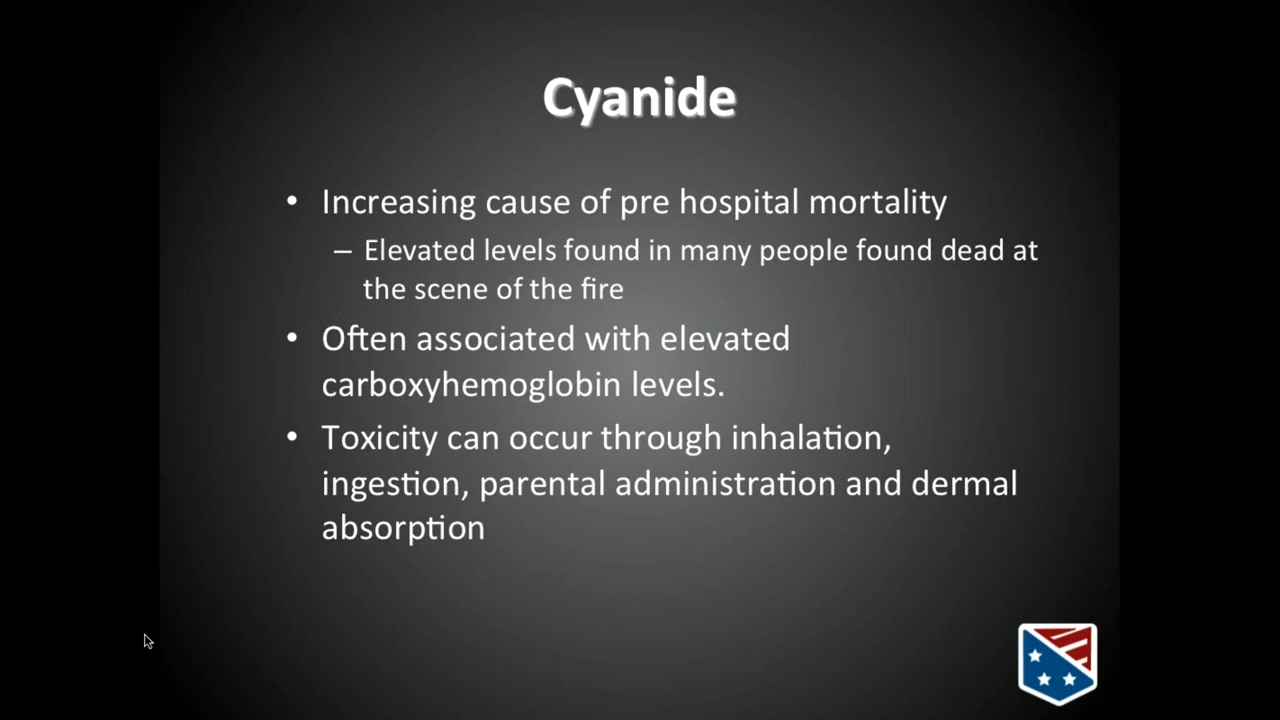 Cyanide
• Increasing cause of pre hospital mortality
– Elevated levels found in many people found dead at
the scene of the fire
• Often associated with elevated
carboxyhemoglobin levels.
• Toxicity can occur through inhalation,
ingestion, parental administration and dermal
absorption